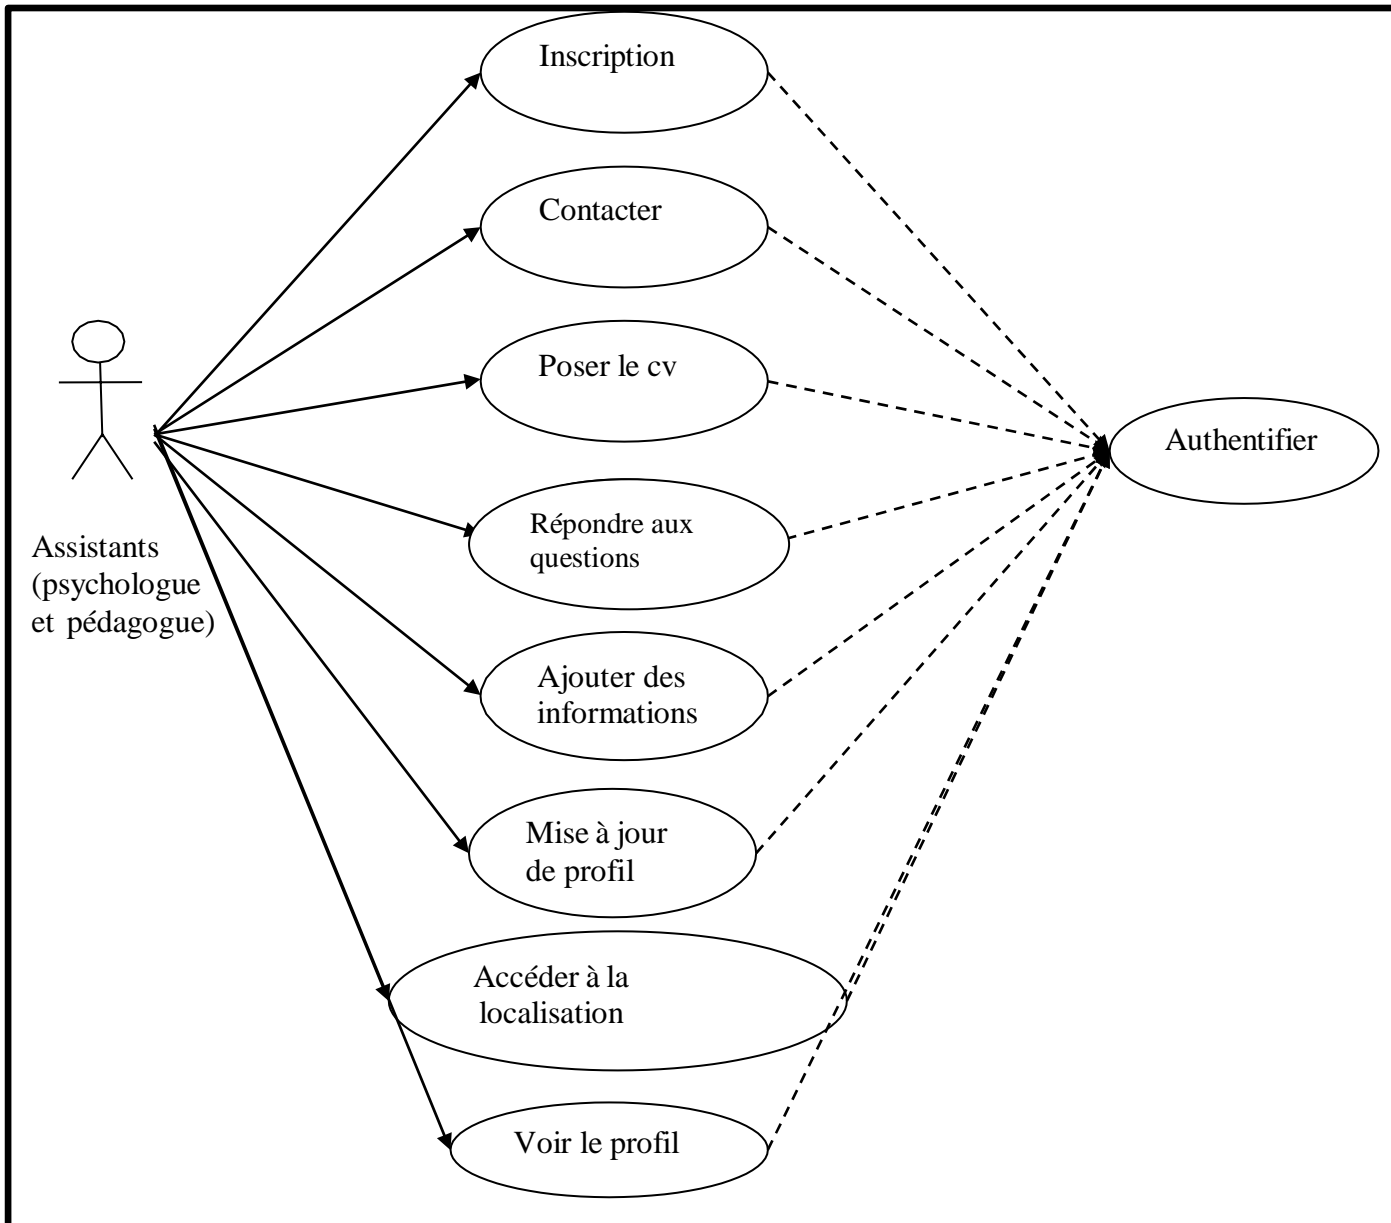 Inscription
Contacter
Poser le cv
Répondre aux
questions
Ajouter des
informations
Mise à jour
de profil
Accéder à la
localisation
Voir le profil
Assistants
(psychologue
et pédagogue)
Authentifier